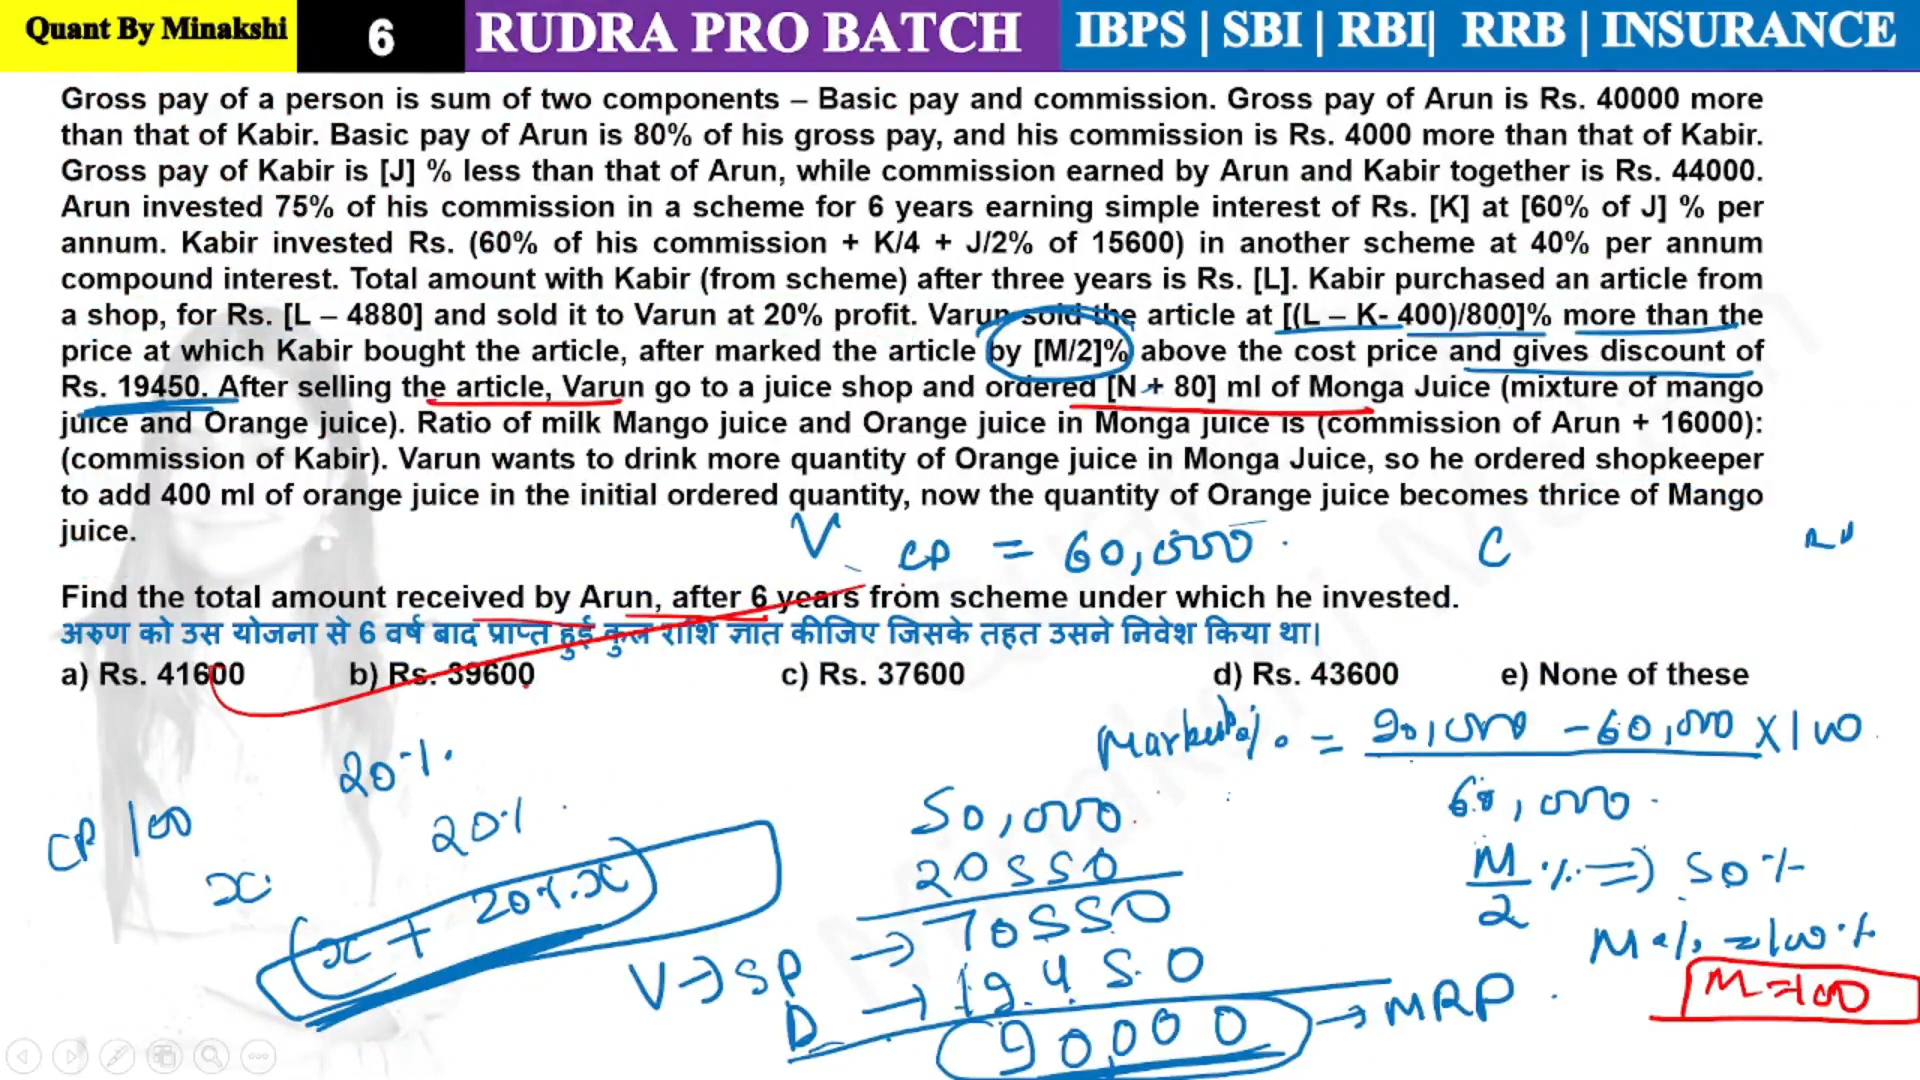 Quant By Minakshi 6 RUDRA PRO BATCH IBPS | SBI | RBI| RRB | INSURANCE
Gross pay of a person is sum of two components – Basic pay and commission. Gross pay of Arun is Rs. 40000 more
than that of Kabir. Basic pay of Arun is 80% of his gross pay, and his commission is Rs. 4000 more than that of Kabir.
Gross pay of Kabir is [J] % less than that of Arun, while commission earned by Arun and Kabir together is Rs. 44000.
Arun invested 75% of his commission in a scheme for 6 years earning simple interest of Rs. [K] at [60% of J] % per
annum. Kabir invested Rs. (60% of his commission + K/4 + J/2% of 15600) in another scheme at 40% per annum
compound interest. Total amount with Kabir (from scheme) after three years is Rs. [L]. Kabir purchased an article from
a shop, for Rs. [L – 4880] and sold it to Varun at 20% profit. Varun sold the article at [(L – K- 400)/800]% more than the
price at which Kabir bought the article, after marked the article by [M/2]% above the cost price and gives discount of
Rs. 19450. After selling the article, Varun go to a juice shop and ordered [N + 80] ml of Monga Juice (mixture of mango
juice and Orange juice). Ratio of milk Mango juice and Orange juice in Monga juice is (commission of Arun + 16000):
(commission of Kabir). Varun wants to drink more quantity of Orange juice in Monga Juice, so he ordered shopkeeper
to add 400 ml of orange juice in the initial ordered quantity, now the quantity of Orange juice becomes thrice of Mango
juice.
V CP = 60,000 C
Find the total amount received by Arun, after 6 years from scheme under which he invested.
अरुण को उस योजना से 6 वर्ष बाद प्राप्त हुई कुल राशि ज्ञात कीजिए जिसके तहत उसने निवेश किया था।
a) Rs. 41600 b) Rs. 39600 c) Rs. 37600 d) Rs. 43600 e) None of these
Marked % = 90,000 - 60,000 X100
60,000
20%
20%
CP 100
x
(x + 20%.x)
50,000
20550
V → SP → 70550
D → 19450
90,000 → MRP
M/2 % => 50%
M% = 100%
M=100